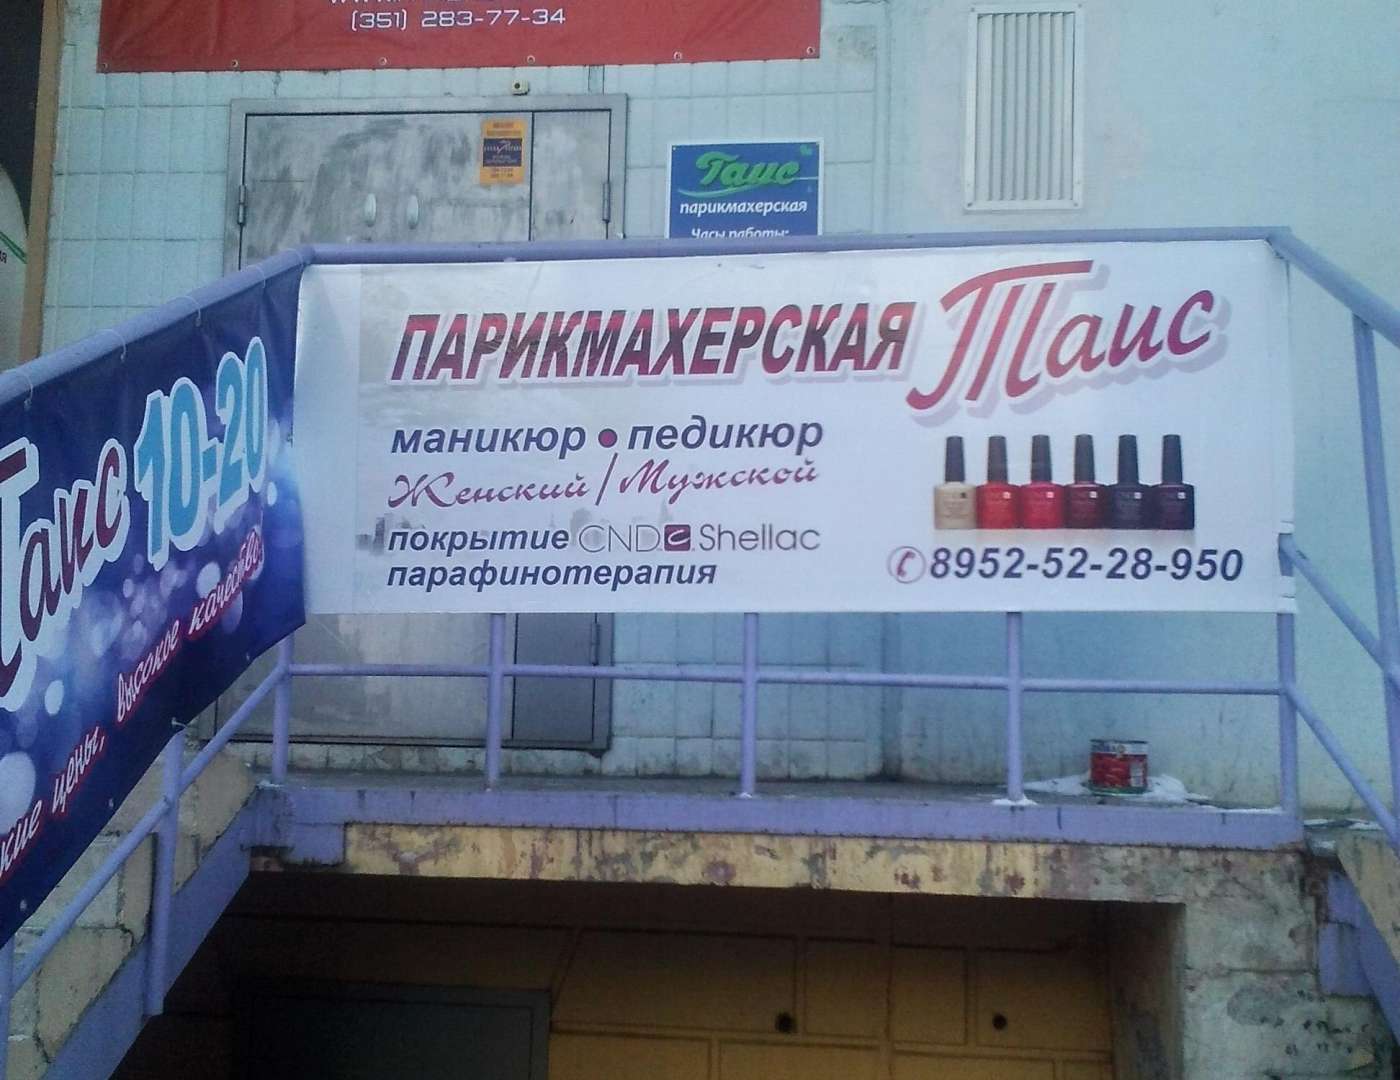 (351) 283-77-34
Таис
парикмахерская
Часы работы:
ПАРИКМАХЕРСКАЯ Таис
маникюр • педикюр
Женский/Мужской
покрытие CND Shellac
парафинотерапия
8952-52-28-950
Таис 10-20
цены, высокое качество